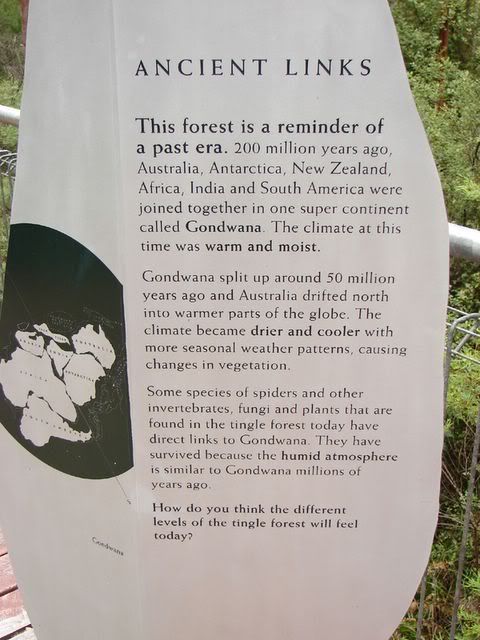 ANCIENT LINKS
This forest is a reminder of
a past era. 200 million years ago,
Australia, Antarctica, New Zealand,
Africa, India and South America were
joined together in one super continent
called Gondwana. The climate at this
time was warm and moist.
Gondwana split up around 50 million
years ago and Australia drifted north
into warmer parts of the globe. The
climate became drier and cooler with
more seasonal weather patterns, causing
changes in vegetation.
Some species of spiders and other
invertebrates, fungi and plants that are
found in the tingle forest today have
direct links to Gondwana. They have
survived because the humid atmosphere
is similar to Gondwana millions of
years ago.
How do you think the different
levels of the tingle forest will feel
today?
Gondwana